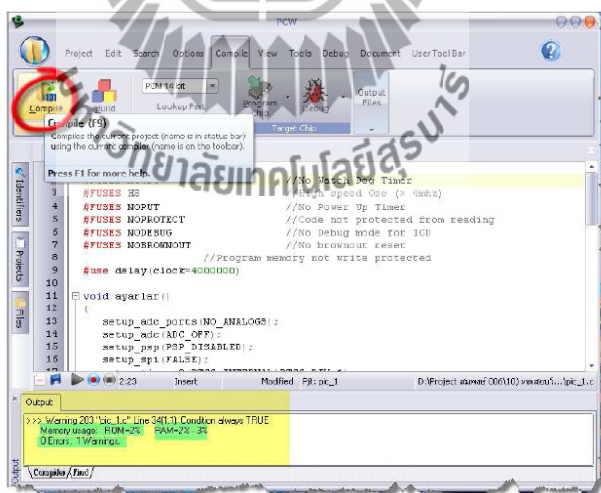 PCW
Project Edit Search Options Compile View Tools Debug Document User Tool Bar
Compile Build
PCM 14 bit
Lookup Part
Program Chip
Debug
Output Files
Target Chip
Compile (F9)
Compiles the current project (name is in status bar)
using the current compiler (name is on the toolbar).
Press F1 for more help.
//No Watch Dog Timer
3 #FUSES HS //High speed Osc (> 4mhz)
4 #FUSES NOPUT //No Power Up Timer
5 #FUSES NOPROTECT //Code not protected from reading
6 #FUSES NODEBUG //No Debug mode for ICD
7 #FUSES NOBROWNOUT //No brownout reset
8 //Program memory not write protected
9 #use delay(clock=4000000)
10
11 void ayarlar()
12 {
13 setup_adc_ports(NO_ANALOGS);
14 setup_adc(ADC_OFF);
15 setup_psp(PSP_DISABLED);
16 setup_spi(FALSE);
Identifiers
Projects
Files
2:23 Insert Modified Pjt: pic_1
Output
>>> Warning 203 "pic_1.c" Line 34(1,1): Condition always TRUE
Memory usage: ROM=2% RAM=2% - 3%
0 Errors, 1 Warnings.
Output
Compiler Find